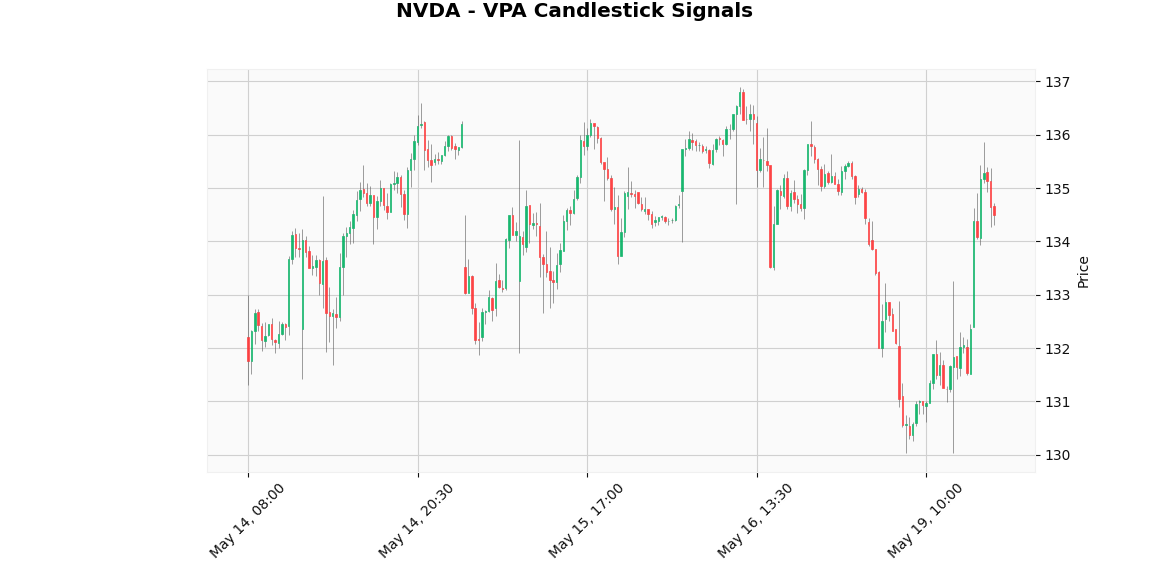 NVDA - VPA Candlestick Signals
137
136
135
134
133
132
131
130
Price
May 14, 08:00
May 14, 20:30
May 15, 17:00
May 16, 13:30
May 19, 10:00